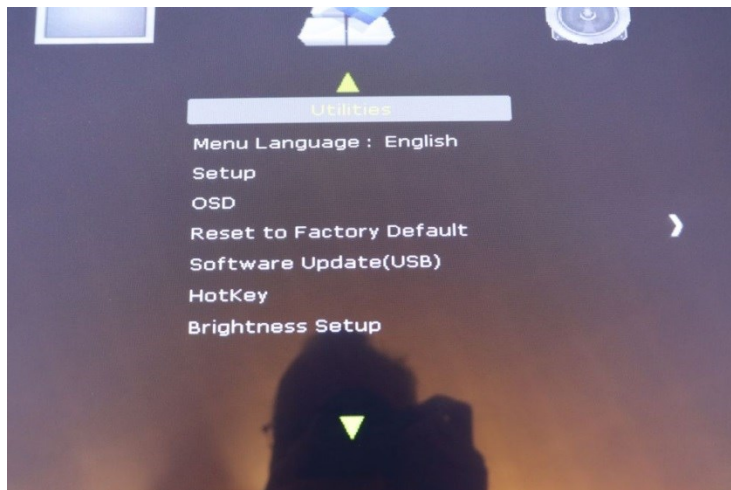 Utilities
Menu Language : English
Setup
OSD
Reset to Factory Default
Software Update(USB)
HotKey
Brightness Setup